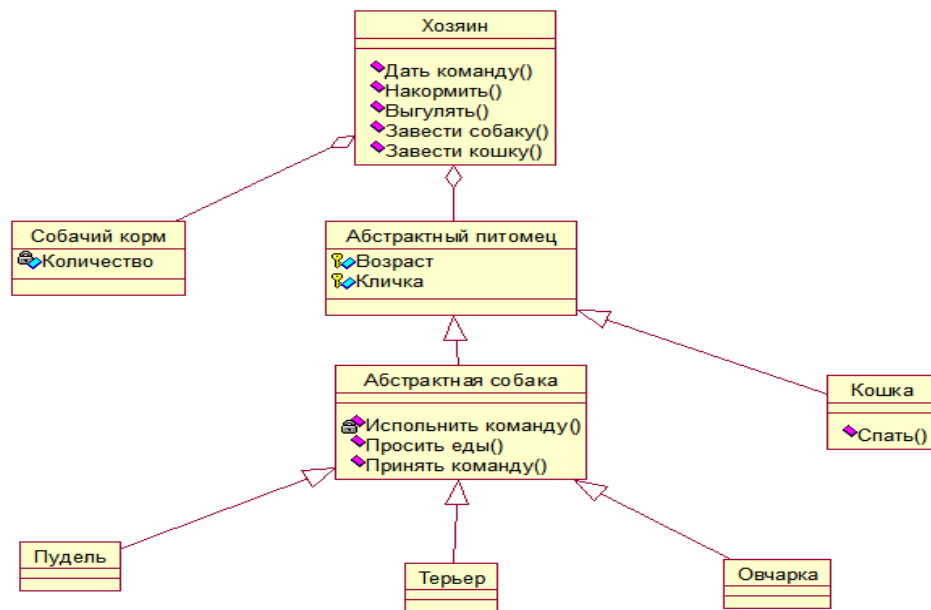 Хозяин
Дать команду()
Накормить()
Выгулять()
Завести собаку()
Завести кошку()
Собачий корм
Количество
Абстрактный питомец
Возраст
Кличка
Абстрактная собака
Испольнить команду()
Просить еды()
Принять команду()
Кошка
Спать()
Пудель
Терьер
Овчарка